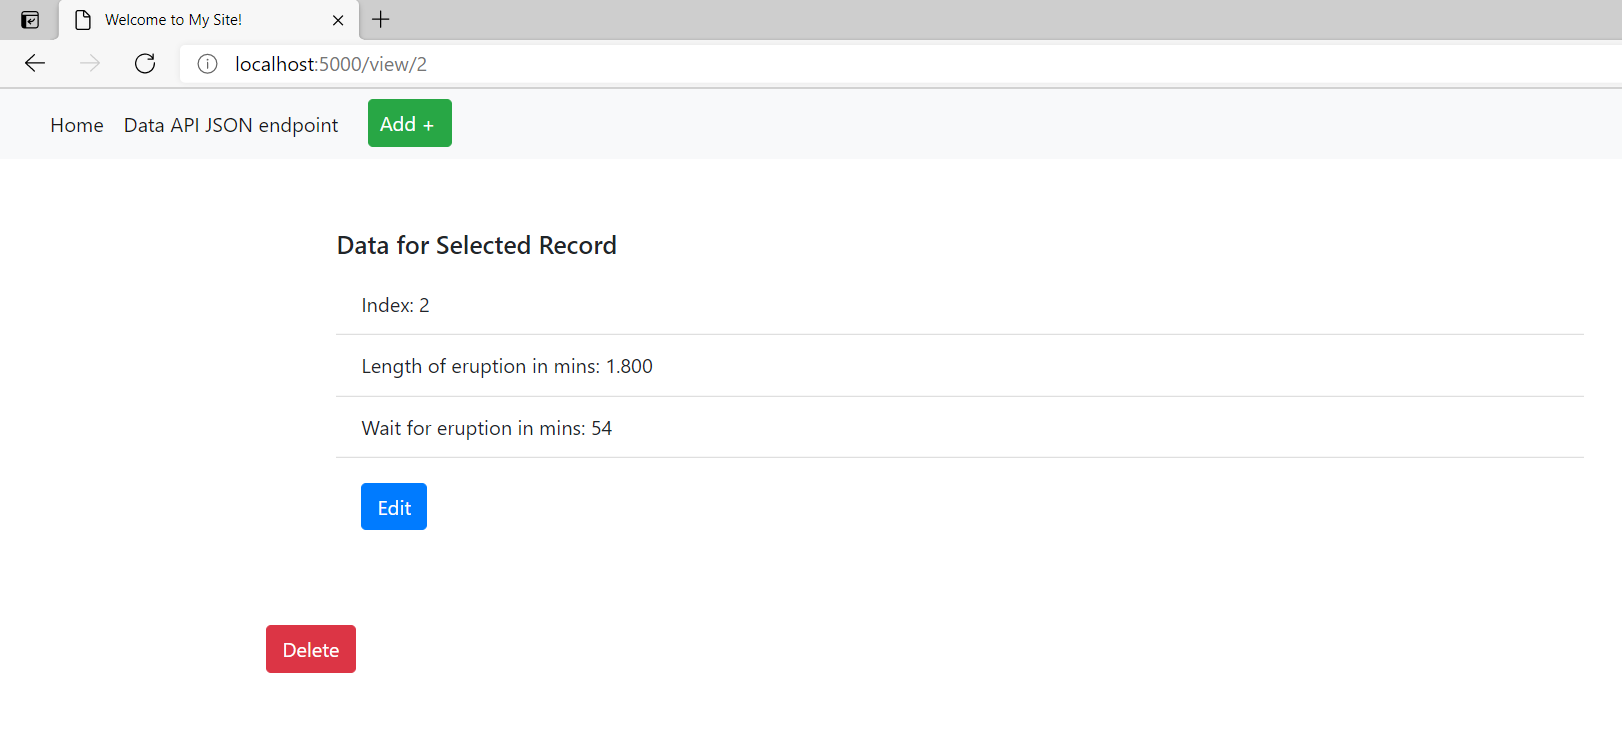 Welcome to My Site!
localhost:5000/view/2
Home Data API JSON endpoint Add +
Data for Selected Record
Index: 2
Length of eruption in mins: 1.800
Wait for eruption in mins: 54
Edit
Delete